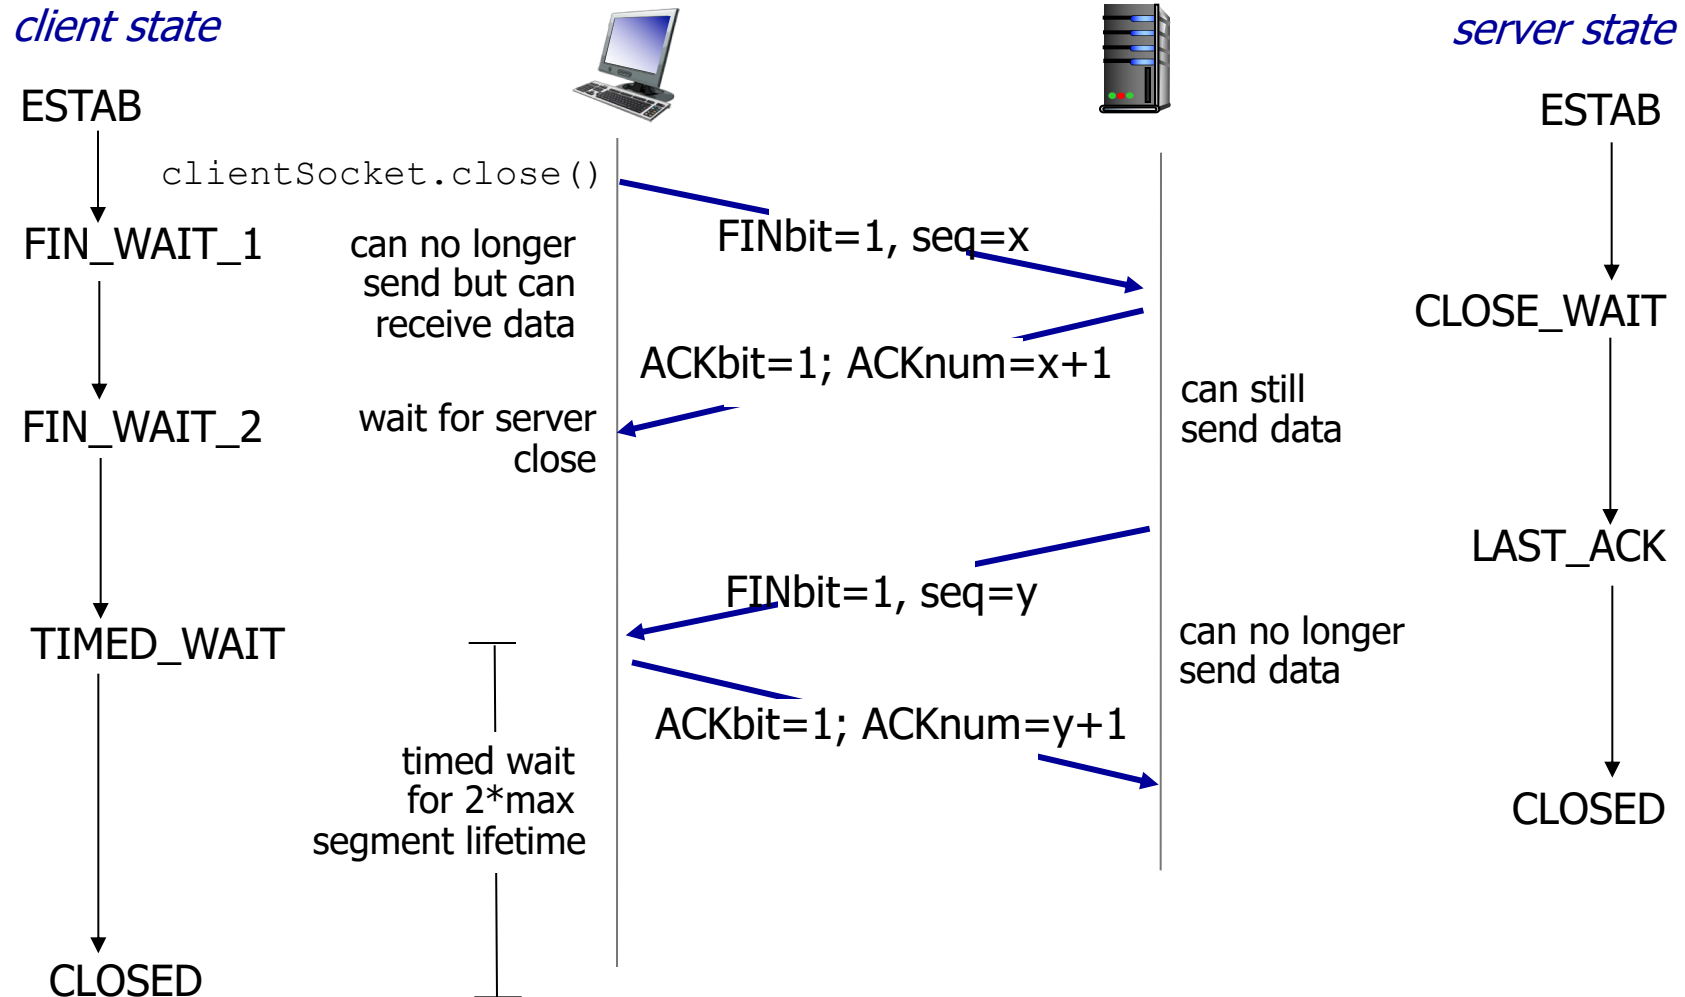 client state
server state
ESTAB
ESTAB
clientSocket.close()
FINbit=1, seq=x
FIN_WAIT_1
can no longer
send but can
receive data
CLOSE_WAIT
ACKbit=1; ACKnum=x+1
can still
send data
FIN_WAIT_2
wait for server
close
LAST_ACK
FINbit=1, seq=y
TIMED_WAIT
can no longer
send data
ACKbit=1; ACKnum=y+1
timed wait
for 2*max
segment lifetime
CLOSED
CLOSED